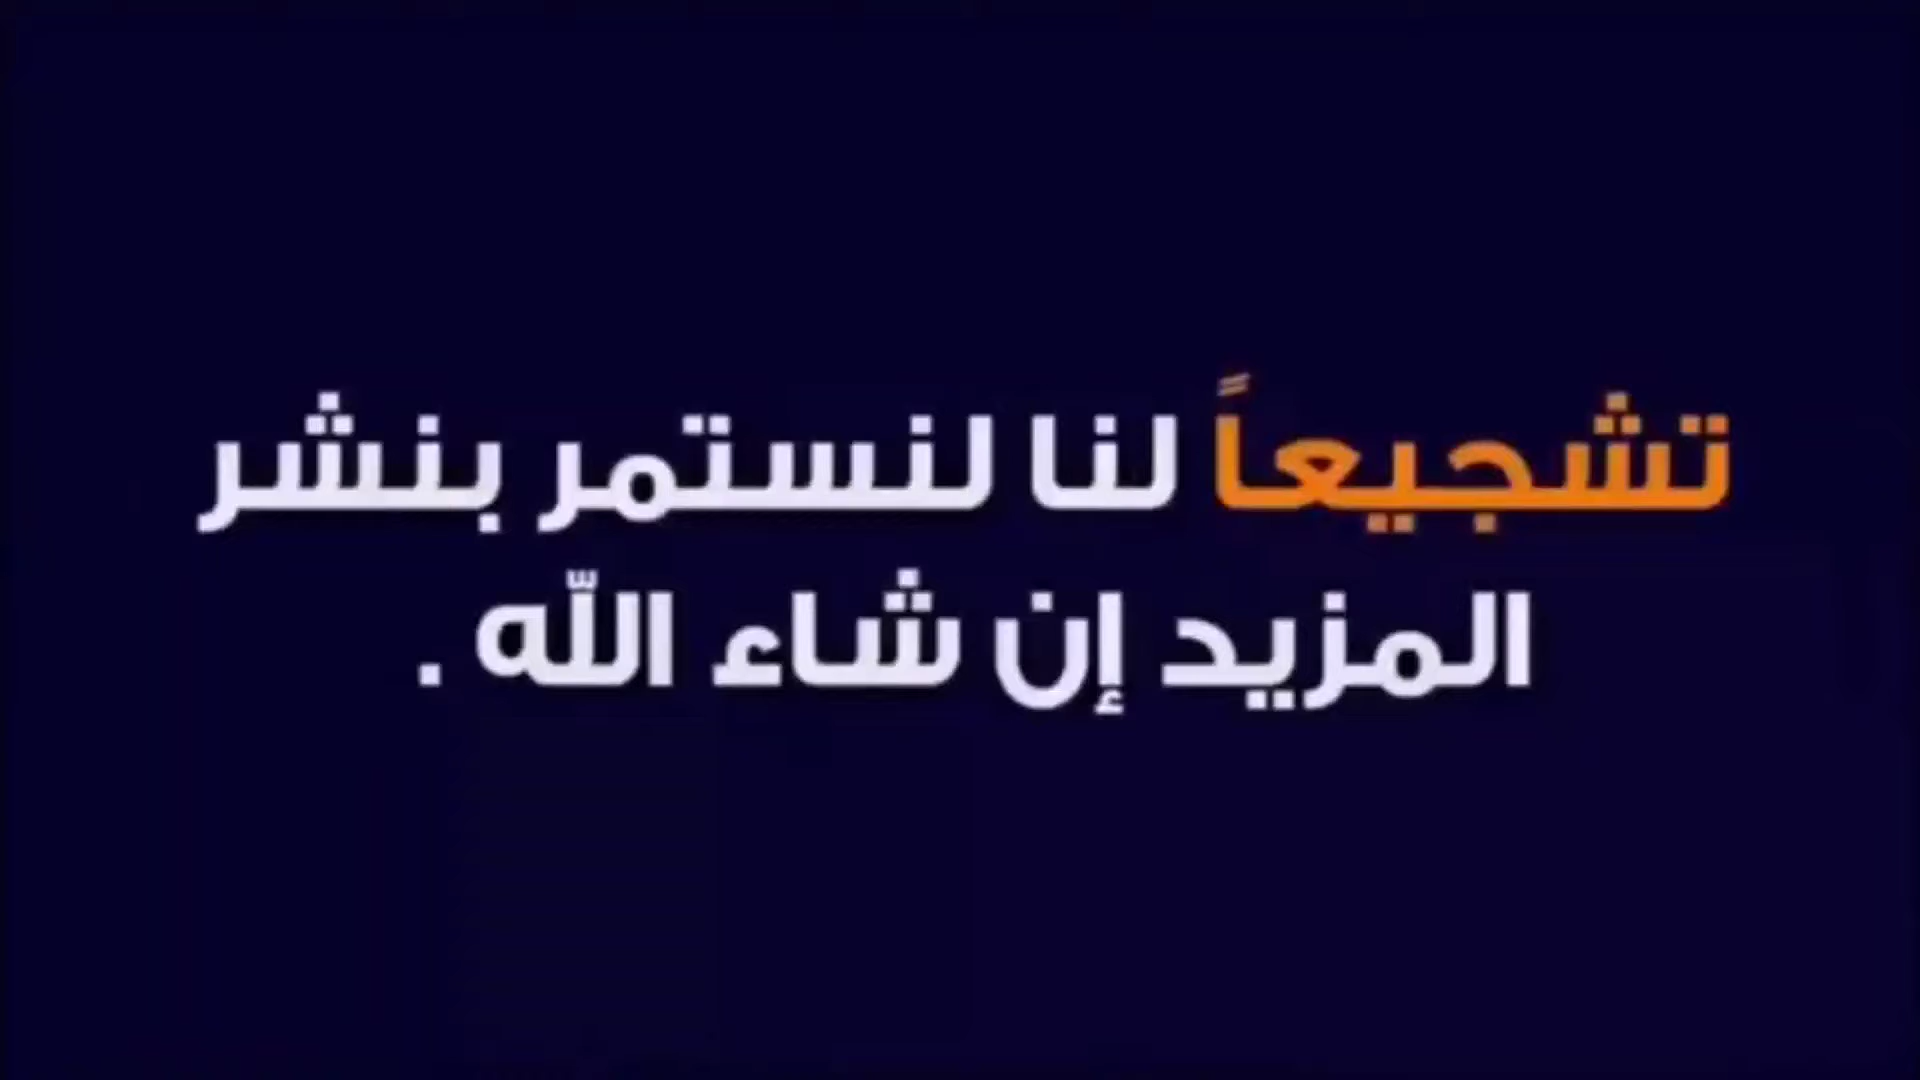 تشجيعاً لنا لنستمر بنشر
المزيد إن شاء اللّه .